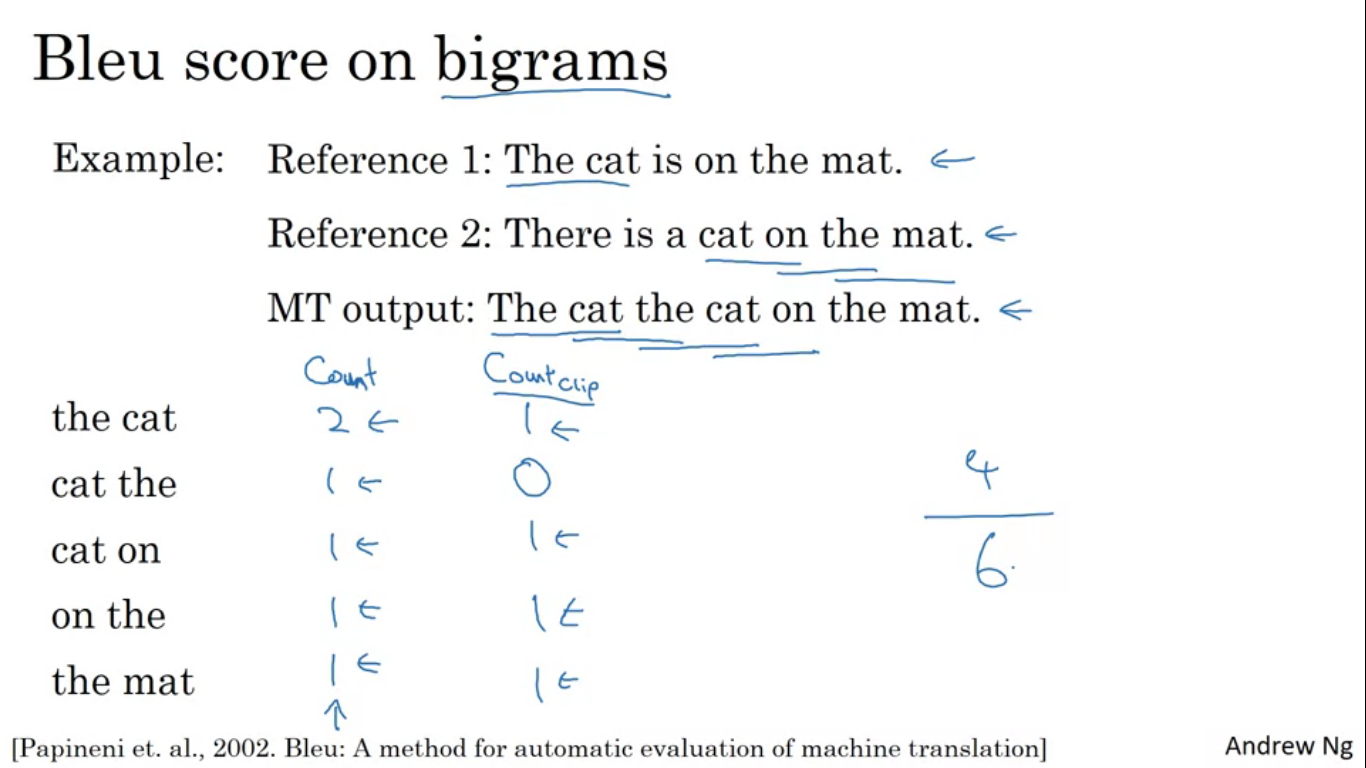 Bleu score on bigrams
Example: Reference 1: The cat is on the mat. ←
Reference 2: There is a cat on the mat. ←
MT output: The cat the cat on the mat. ←
Count Count clip
the cat 2 ← 1 ←
cat the 1 ← 0
cat on 1 ← 1 ←
on the 1 ← 1 ←
the mat 1 ← 1 ←
↑
4
6
[Papineni et. al., 2002. Bleu: A method for automatic evaluation of machine translation]
Andrew Ng